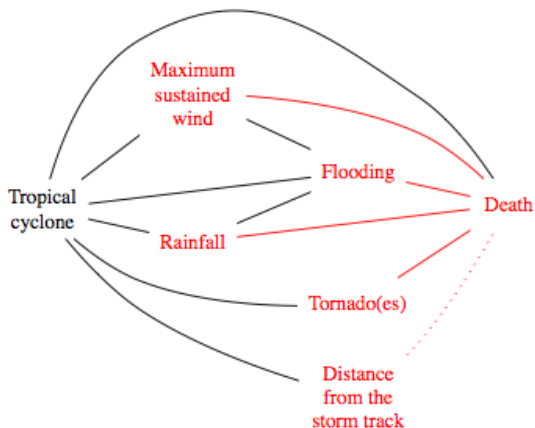 Maximum
sustained
wind
Flooding
Tropical
cyclone
Death
Rainfall
Tornado(es)
Distance
from the
storm track